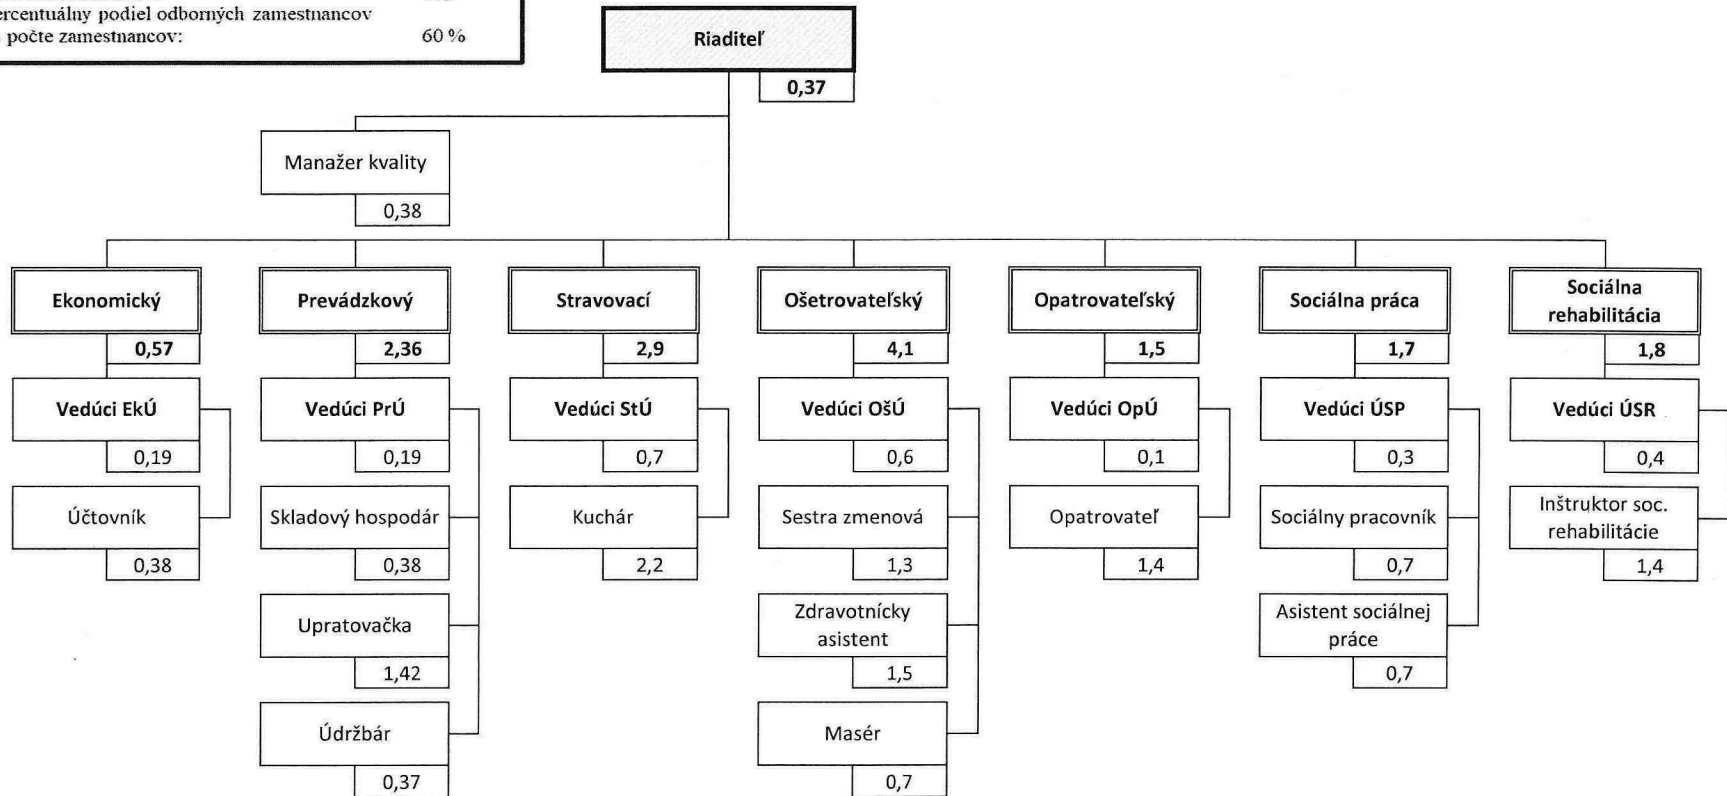 počte zamestnancov:
podiel odborných zamestnancov
60 %
Riaditeľ
0,37
Manažer kvality
0,38
Ekonomický
0,57
Vedúci EkÚ
0,19
Účtovník
0,38
Prevádzkový
2,36
Vedúci PrÚ
0,19
Skladový hospodár
0,38
Upratovačka
1,42
Údržbár
0,37
Stravovací
2,9
Vedúci StÚ
0,7
Kuchár
2,2
Ošetrovateľský
4,1
Vedúci OšÚ
0,6
Sestra zmenová
1,3
Zdravotnícky
asistent
1,5
Masér
0,7
Opatrovateľský
1,5
Vedúci OpÚ
0,1
Opatrovateľ
1,4
Sociálna práca
1,7
Vedúci ÚSP
0,3
Sociálny pracovník
0,7
Asistent sociálnej
práce
0,7
Sociálna
rehabilitácia
1,8
Vedúci ÚSR
0,4
Inštruktor soc.
rehabilitácie
1,4